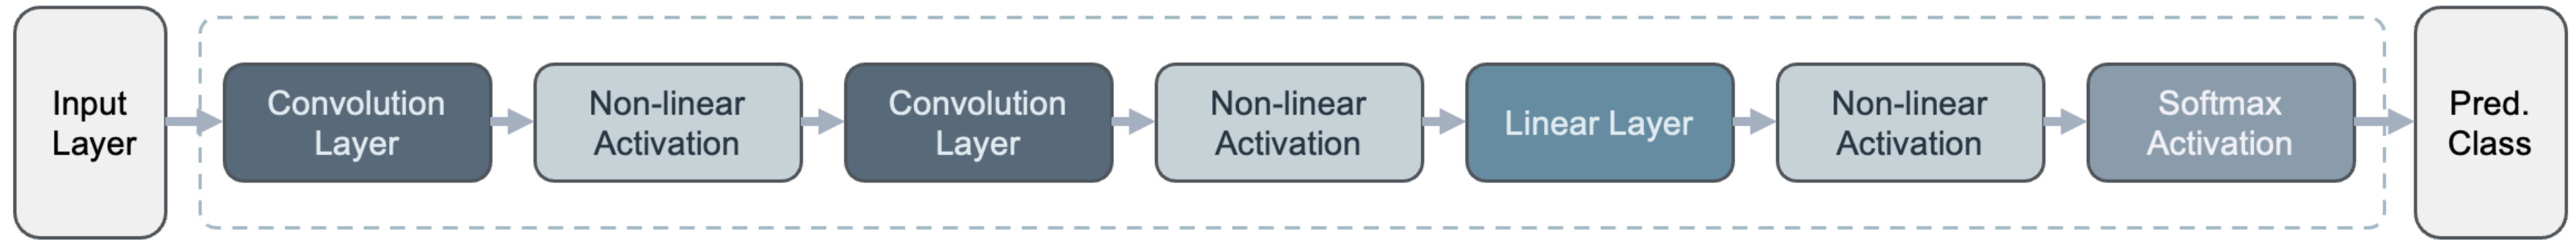 Input
Layer
Convolution
Layer
Non-linear
Activation
Convolution
Layer
Non-linear
Activation
Linear Layer
Non-linear
Activation
Softmax
Activation
Pred.
Class